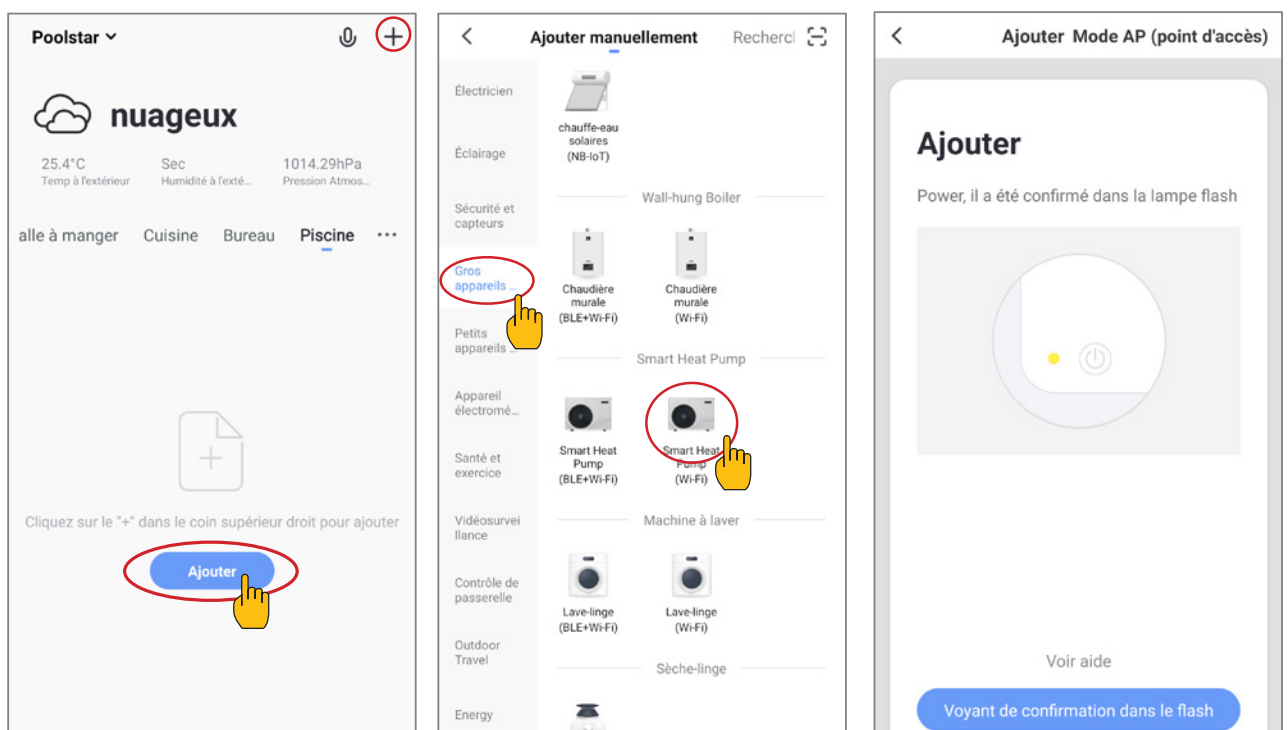 Poolstar
nuageux
25.4°C Sec 1014.29hPa
Temp à l'extérieur Humidité à l'exté... Pression Atmos...
alle à manger Cuisine Bureau Piscine ...
Cliquez sur le "+" dans le coin supérieur droit pour ajouter
Ajouter
Ajouter manuellement Rechercl
Électricien
Éclairage
Sécurité et
capteurs
Gros
appareils ...
Petits
appareils ...
Appareil
électromé...
Santé et
exercice
Vidéosurvei
llance
Contrôle de
passerelle
Outdoor
Travel
Energy
chauffe-eau
solaires
(NB-IoT)
Wall-hung Boiler
Chaudière Chaudière
murale murale
(BLE+Wi-Fi) (Wi-Fi)
Smart Heat Pump
Smart Heat Smart Heat
Pump Pump
(BLE+Wi-Fi) (Wi-Fi)
Machine à laver
Lave-linge Lave-linge
(BLE+Wi-Fi) (Wi-Fi)
Sèche-linge
Ajouter Mode AP (point d'accès)
Ajouter
Power, il a été confirmé dans la lampe flash
Voir aide
Voyant de confirmation dans le flash